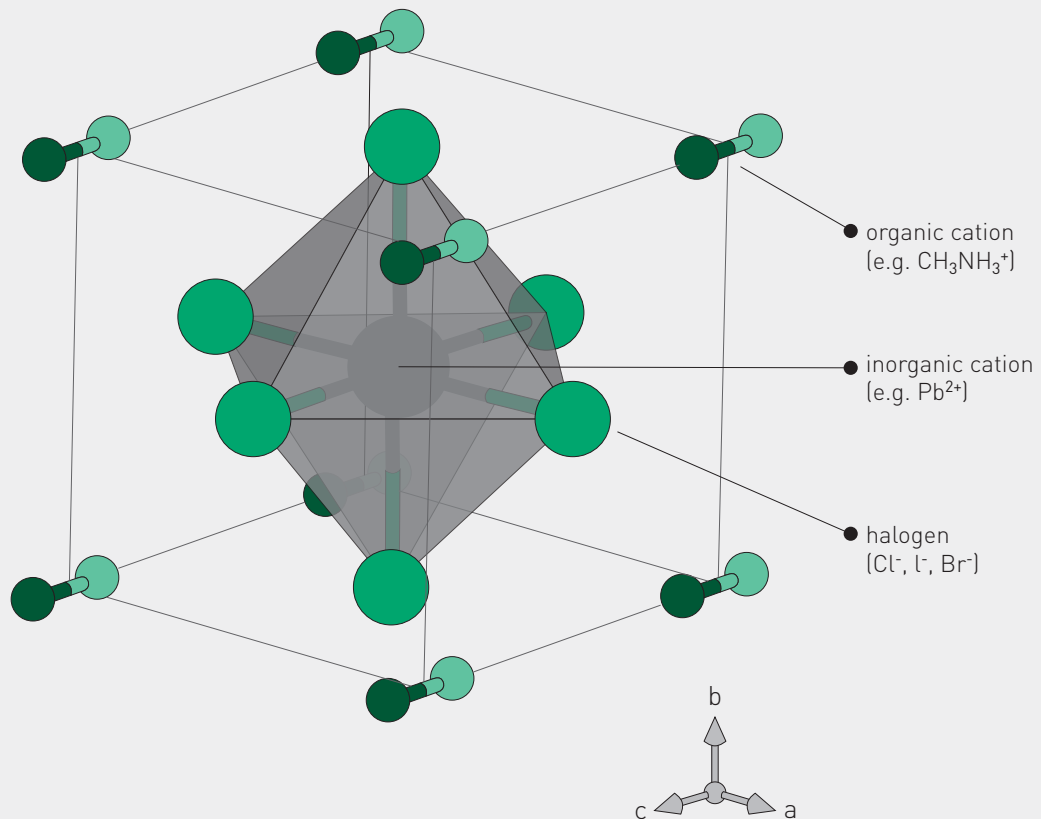 organic cation
(e.g. CH₃NH₃⁺)
inorganic cation
(e.g. Pb²⁺)
halogen
(Cl⁻, l⁻, Br⁻)
b
c
a